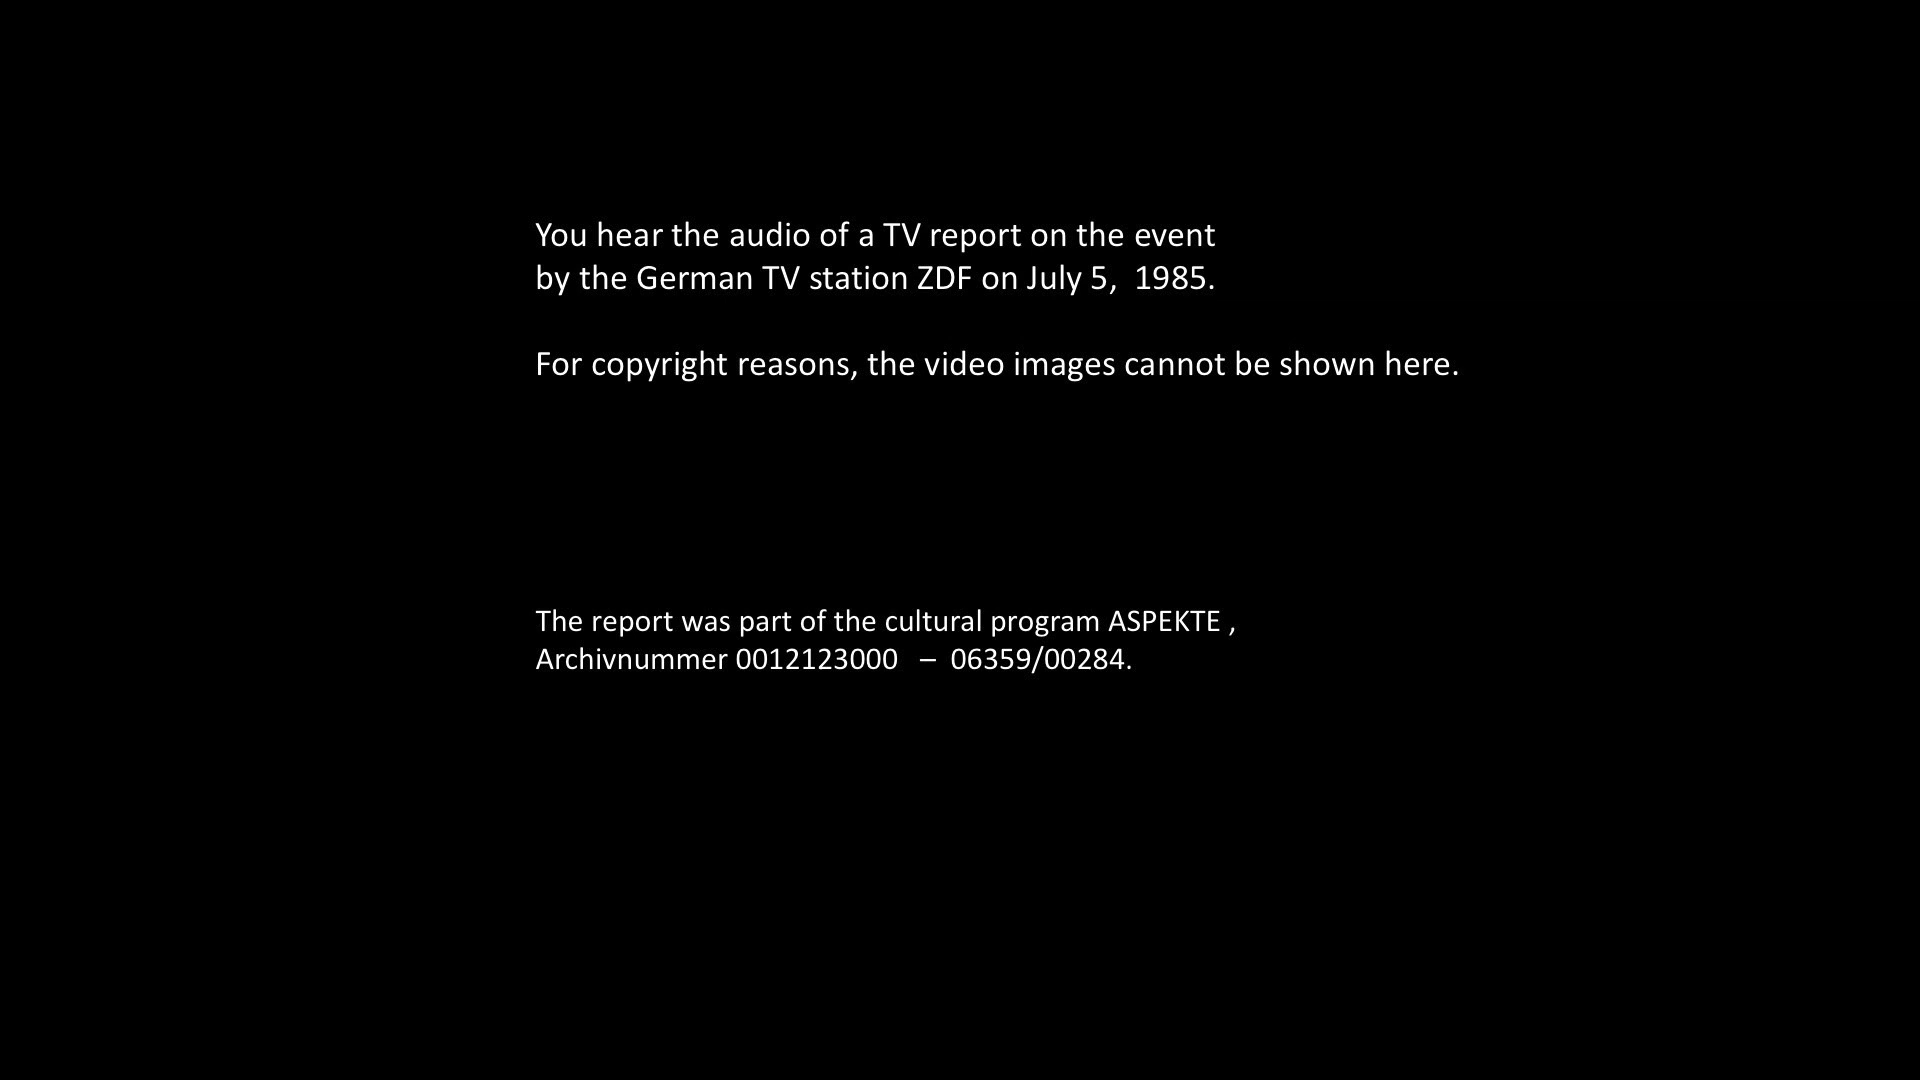 You hear the audio of a TV report on the event
by the German TV station ZDF on July 5,  1985.
For copyright reasons, the video images cannot be shown here.
The report was part of the cultural program ASPEKTE ,
Archivnummer 0012123000   –  06359/00284.